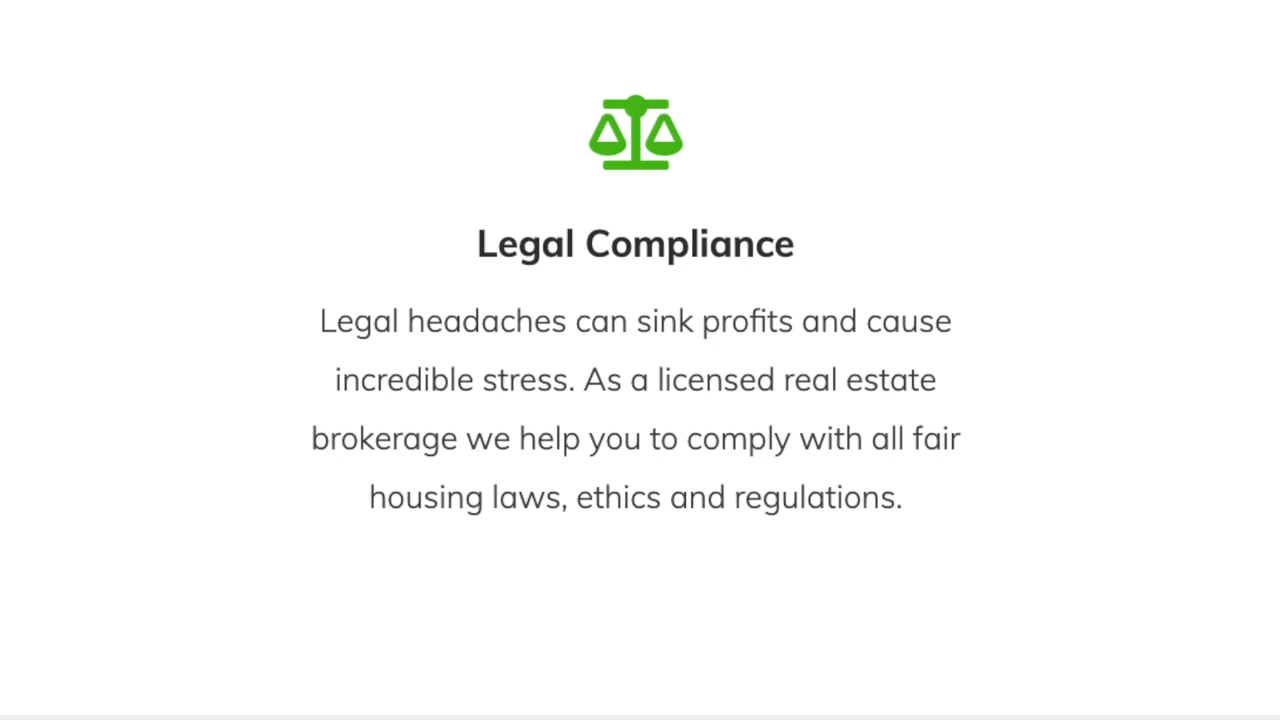 Legal Compliance
Legal headaches can sink profits and cause
incredible stress. As a licensed real estate
brokerage we help you to comply with all fair
housing laws, ethics and regulations.